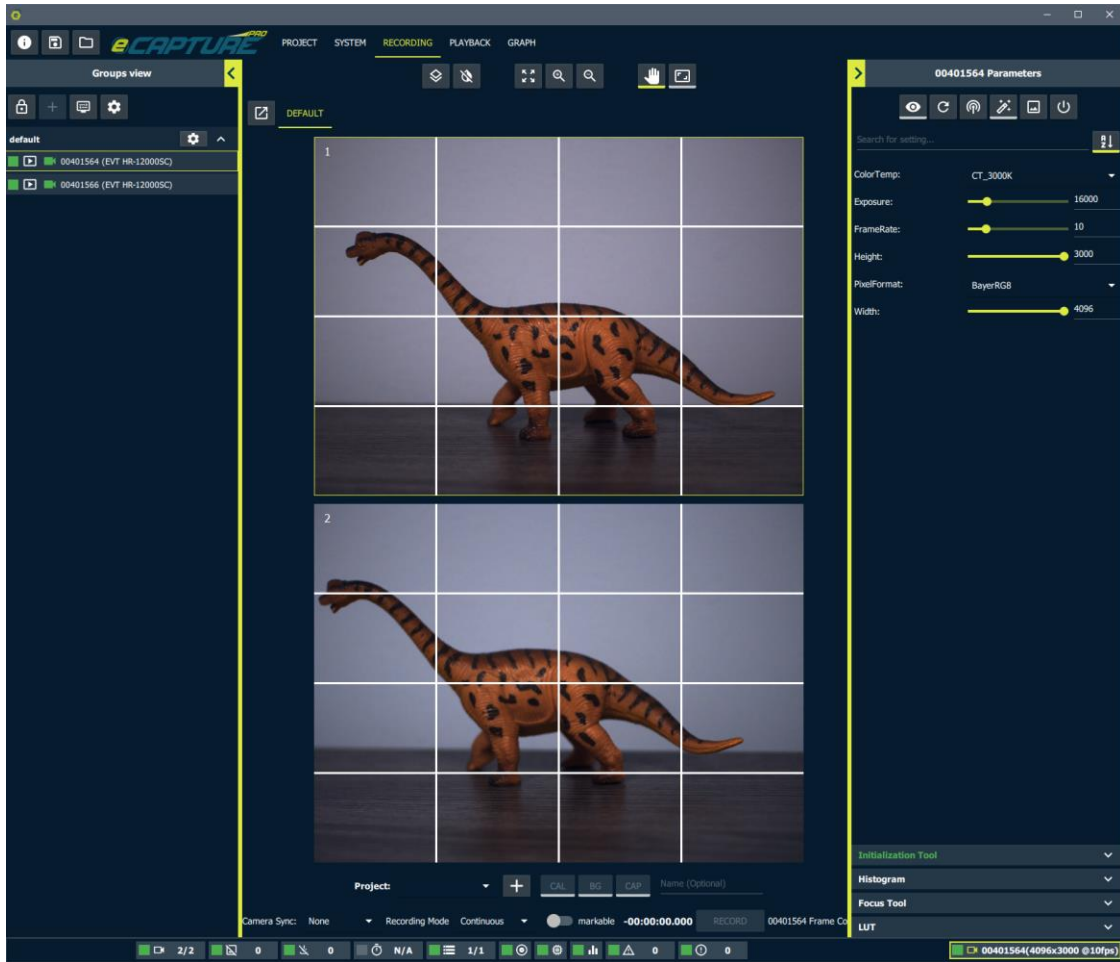 eCAPTURE PRO
PROJECT SYSTEM RECORDING PLAYBACK GRAPH
Groups view
00401564 Parameters
default
DEFAULT
00401564 (EVT HR-12000SC)
00401566 (EVT HR-12000SC)
1
2
Search for setting...
ColorTemp: CT_3000K
Exposure: 16000
FrameRate: 10
Height: 3000
PixelFormat: BayerRGB
Width: 4096
Initialization Tool
Histogram
Focus Tool
LUT
Project: CAL BG CAP Name (Optional)
Camera Sync: None Recording Mode Continuous markable -00:00:00.000 RECORD 00401564 Frame Co
2/2 0 0 N/A 1/1 0 0 00401564(4096x3000 @10fps)